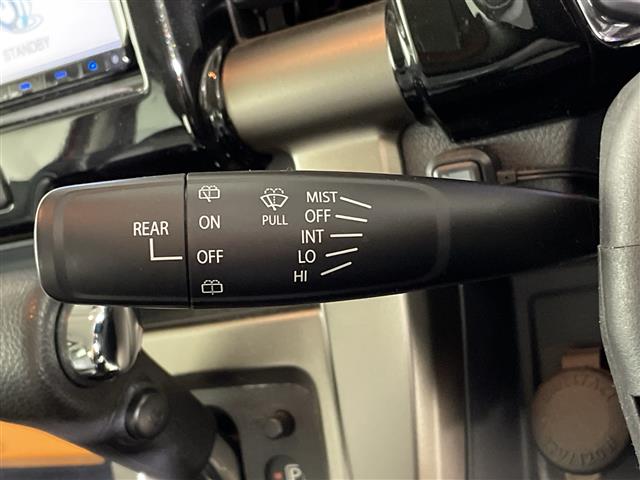 STANDBY
REAR
ON
OFF
PULL
MIST
OFF
INT
LO
HI
P